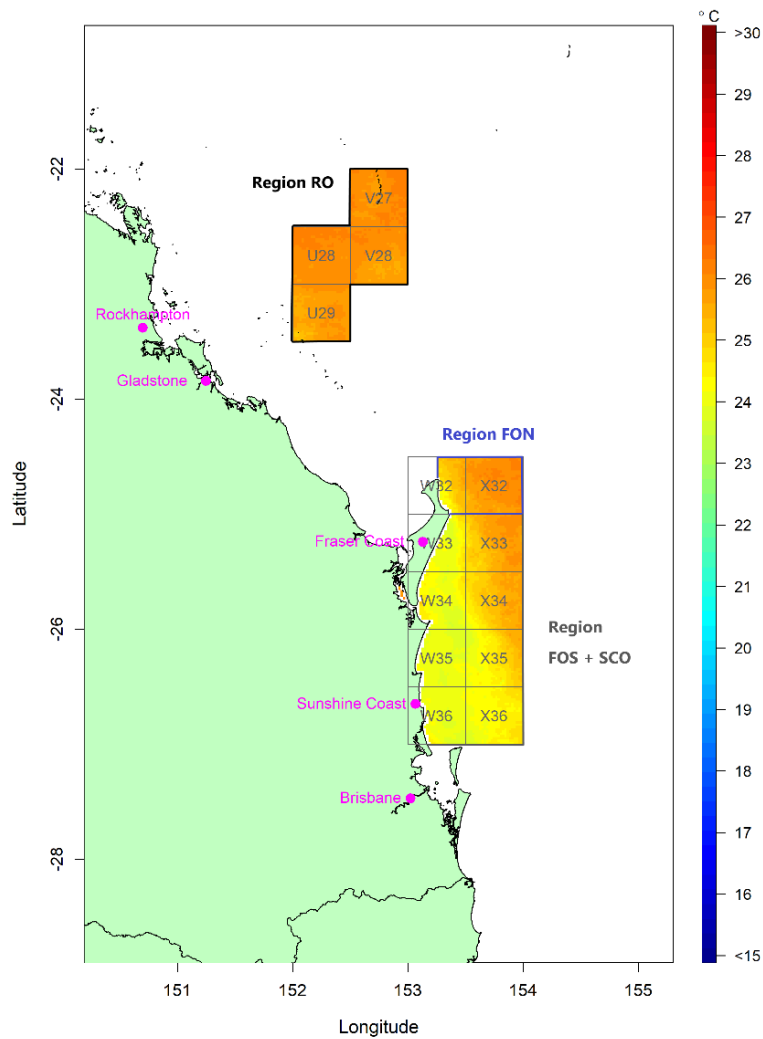 ° C
>30
29
28
27
26
25
24
23
22
21
20
19
18
17
16
<15
-22
-24
-26
-28
Latitude
Region RO
V27
U28 V28
U29
Rockhampton
Gladstone
Region FON
W32 X32
Fraser Coast W33 X33
W34 X34
Region
FOS + SCO
W35 X35
Sunshine Coast W36 X36
Brisbane
151 152 153 154 155
Longitude